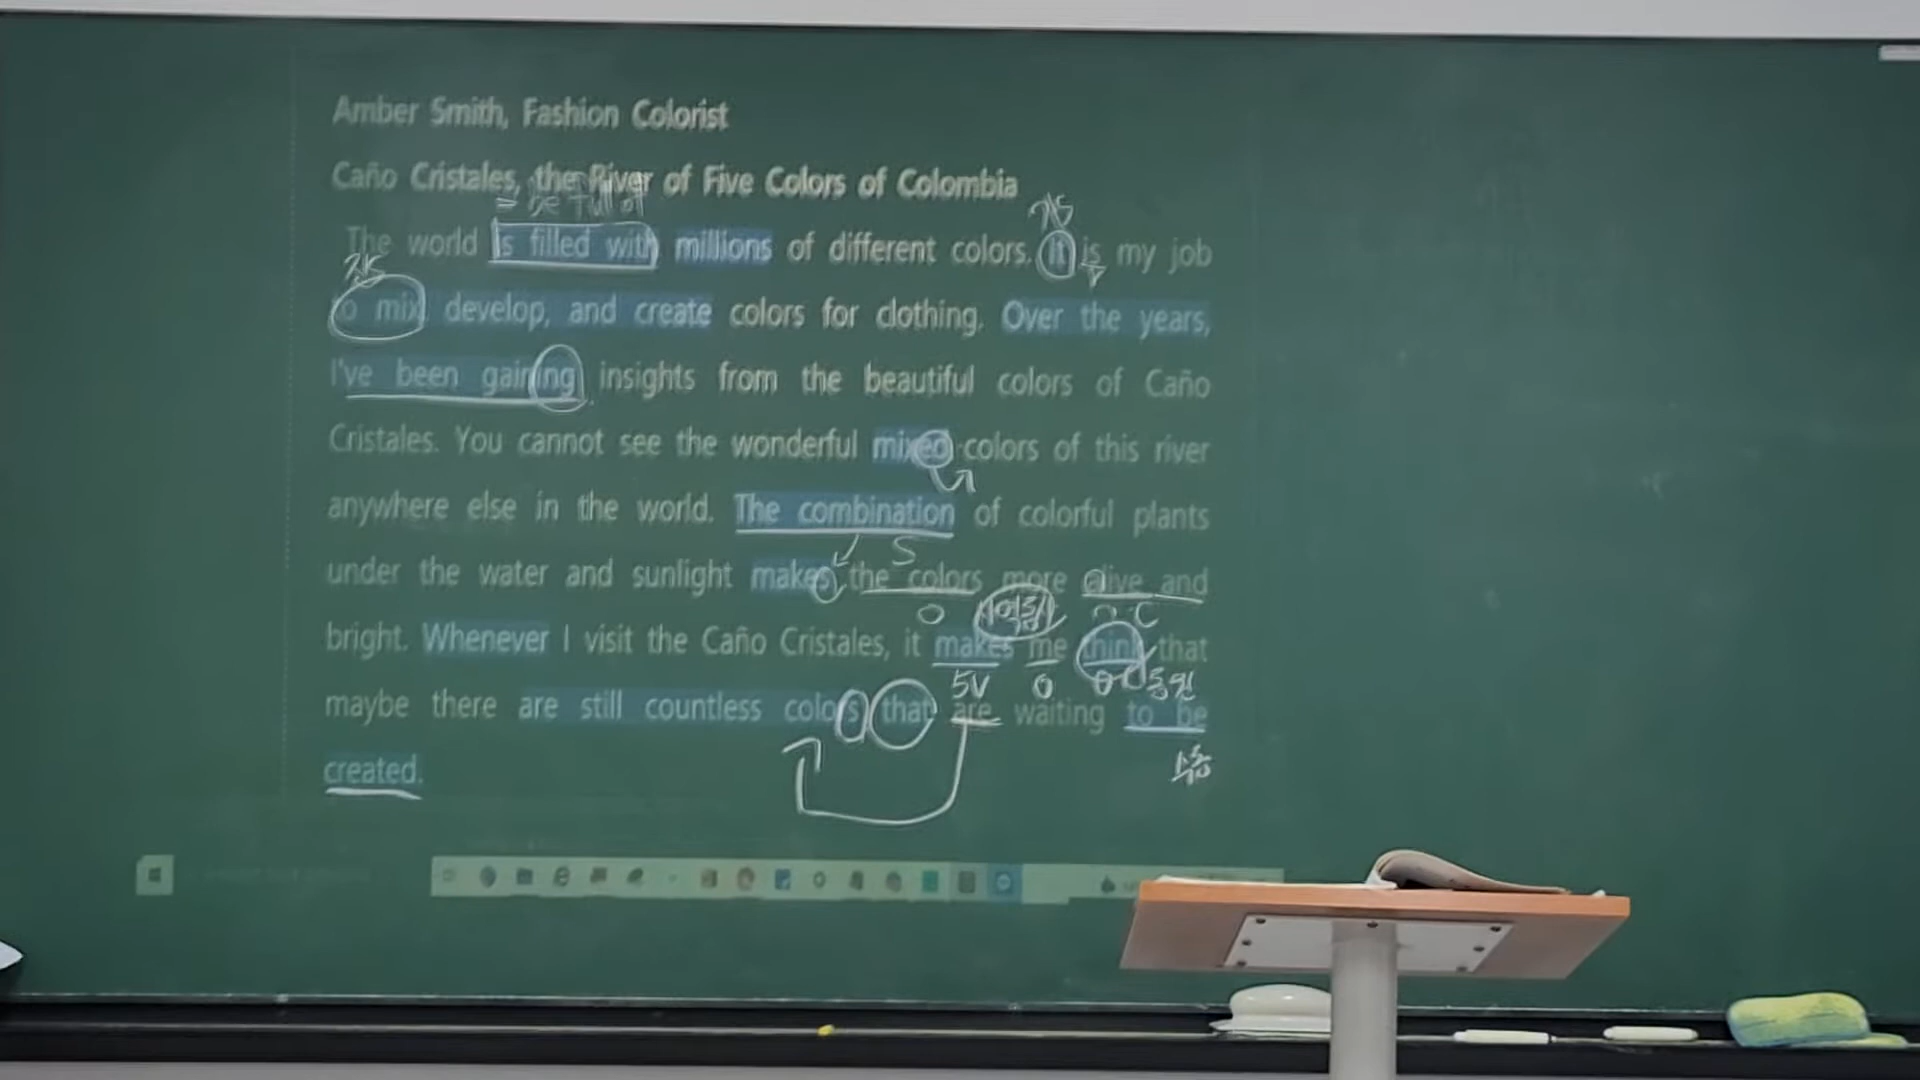 Amber Smith, Fashion Colorist
Caño Cristales, the River of Five Colors of Colombia
= be full of
가S
The world is filled with millions of different colors. It is my job
V
진S
to mix, develop, and create colors for clothing. Over the years,
I've been gaining insights from the beautiful colors of Caño
Cristales. You cannot see the wonderful mixed colors of this river
anywhere else in the world. The combination of colorful plants
S
under the water and sunlight makes the colors more alive and
O 사역동사 O.C
bright. Whenever I visit the Caño Cristales, it makes me think that
5V O OC 동원
maybe there are still countless colors that are waiting to be
created.